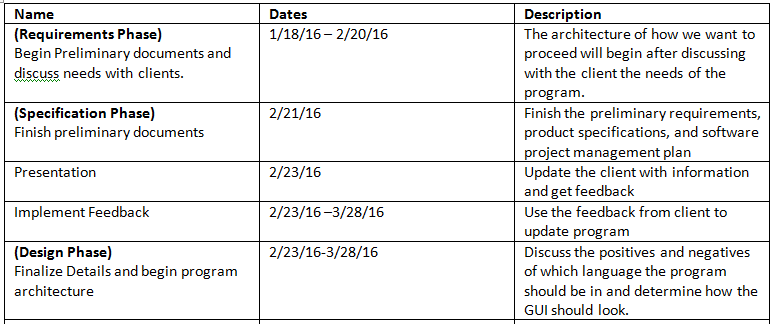 Name Dates Description
(Requirements Phase) 1/18/16 – 2/20/16 The architecture of how we want to
Begin Preliminary documents and proceed will begin after discussing
discuss needs with clients. with the client the needs of the
program.
(Specification Phase) 2/21/16 Finish the preliminary requirements,
Finish preliminary documents product specifications, and software
project management plan
Presentation 2/23/16 Update the client with information
and get feedback
Implement Feedback 2/23/16 –3/28/16 Use the feedback from client to
update program
(Design Phase) 2/23/16-3/28/16 Discuss the positives and negatives
Finalize Details and begin program of which language the program
architecture should be in and determine how the
GUI should look.